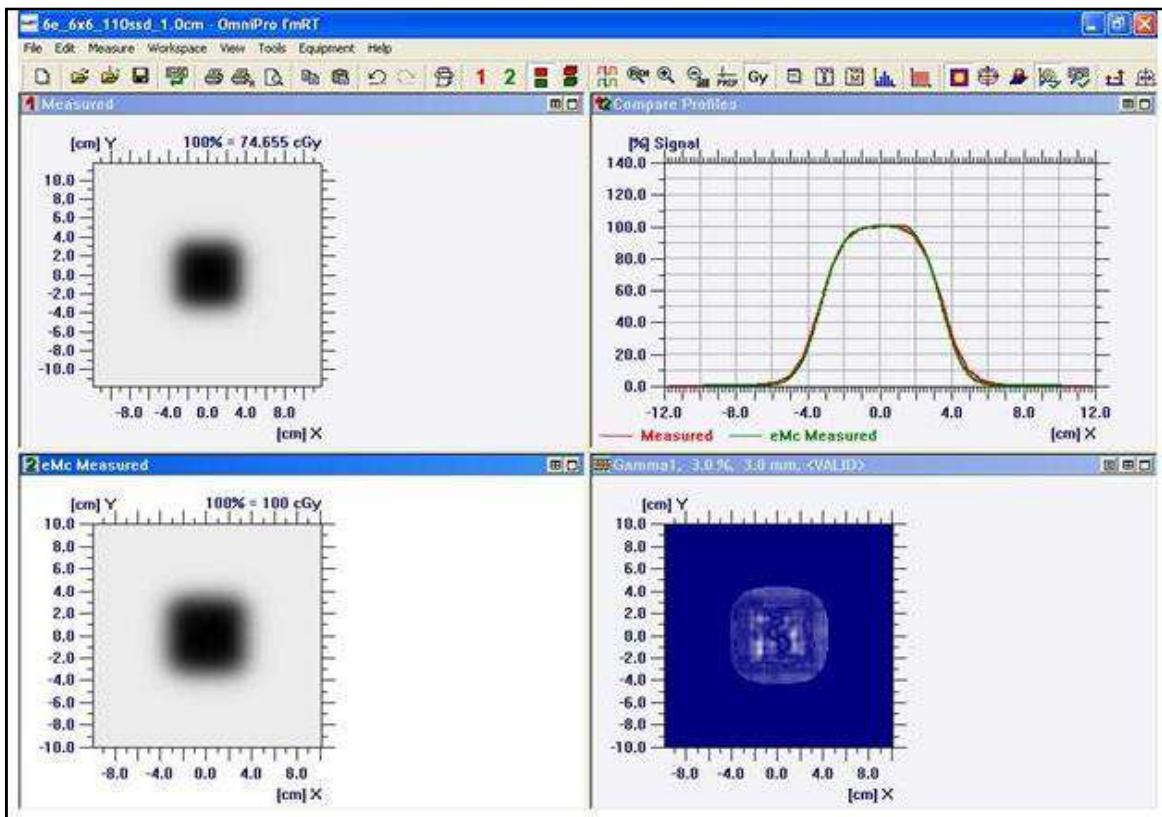 6e_6x6_110ssd_1.0cm - OmniPro I'mRT
File Edit Measure Workspace View Tools Equipment Help
1 2 Gy
1 Measured
[cm] Y 100% = 74.655 cGy
10.0
8.0
6.0
4.0
2.0
0.0
-2.0
-4.0
-6.0
-8.0
-10.0
-8.0 -4.0 0.0 4.0 8.0
[cm] X
12 Compare Profiles
[%] Signal
140.0
120.0
100.0
80.0
60.0
40.0
20.0
0.0
-12.0 -8.0 -4.0 0.0 4.0 8.0 12.0
Measured eMc Measured [cm] X
2 eMc Measured
[cm] Y 100% = 100 cGy
10.0
8.0
6.0
4.0
2.0
0.0
-2.0
-4.0
-6.0
-8.0
-10.0
-8.0 -4.0 0.0 4.0 8.0
[cm] X
Gamma1, 3.0 %, 3.0 mm, <VALID>
[cm] Y
10.0
8.0
6.0
4.0
2.0
0.0
-2.0
-4.0
-6.0
-8.0
-10.0
-8.0 -4.0 0.0 4.0 8.0
[cm] X